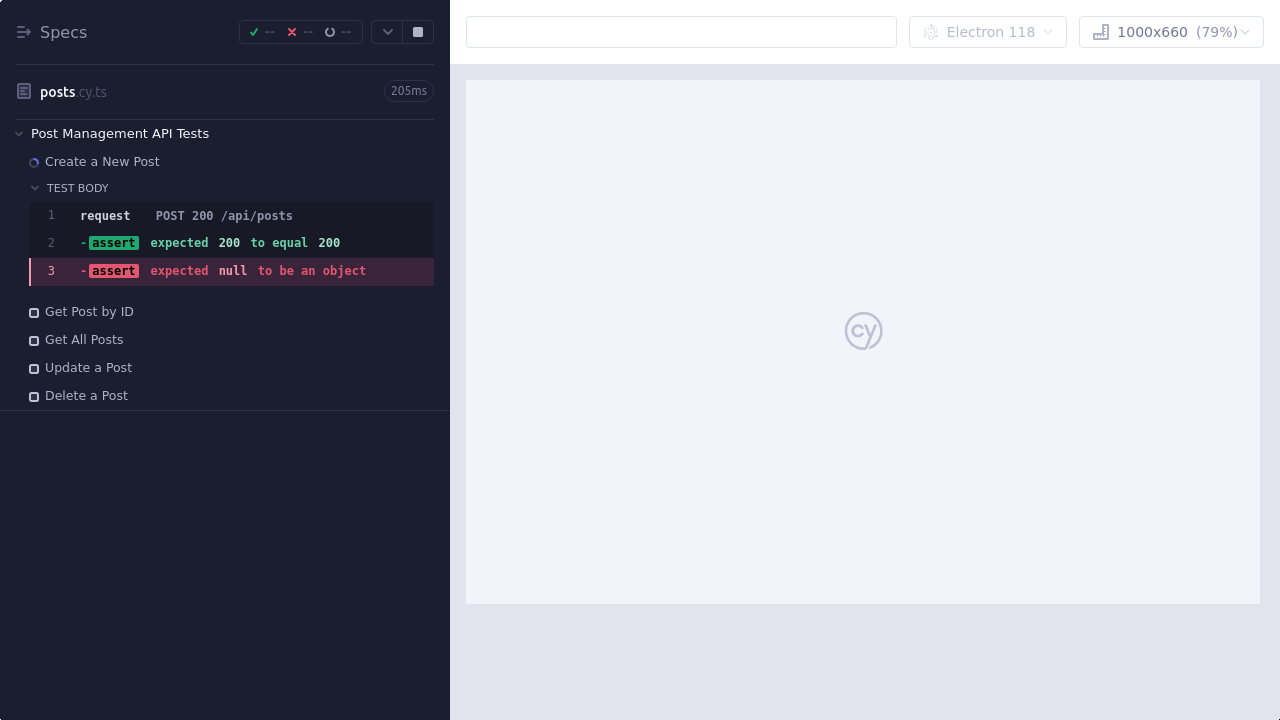 Specs
-- -- --
Electron 118
1000x660 (79%)
posts.cy.ts
205ms
Post Management API Tests
Create a New Post
TEST BODY
1 request POST 200 /api/posts
2 -assert expected 200 to equal 200
3 -assert expected null to be an object
Get Post by ID
Get All Posts
Update a Post
Delete a Post
cy